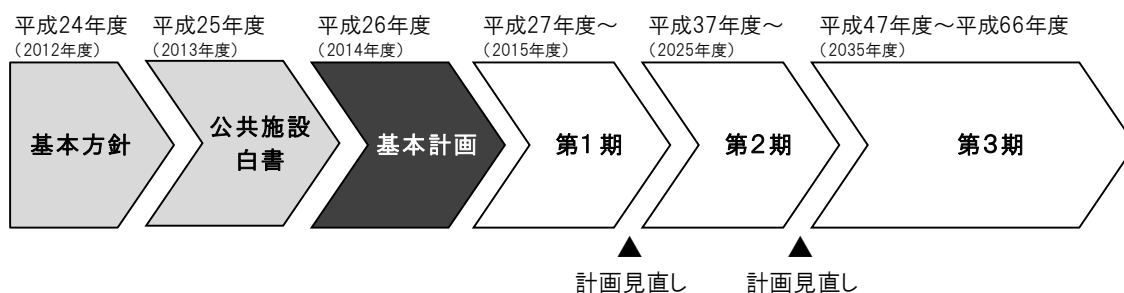 平成24年度
（2012年度）
平成25年度
（2013年度）
平成26年度
（2014年度）
平成27年度～
（2015年度）
平成37年度～
（2025年度）
平成47年度～平成66年度
（2035年度）
基本方針
公共施設
白書
基本計画
第１期
第２期
第３期
▲
計画見直し
▲
計画見直し